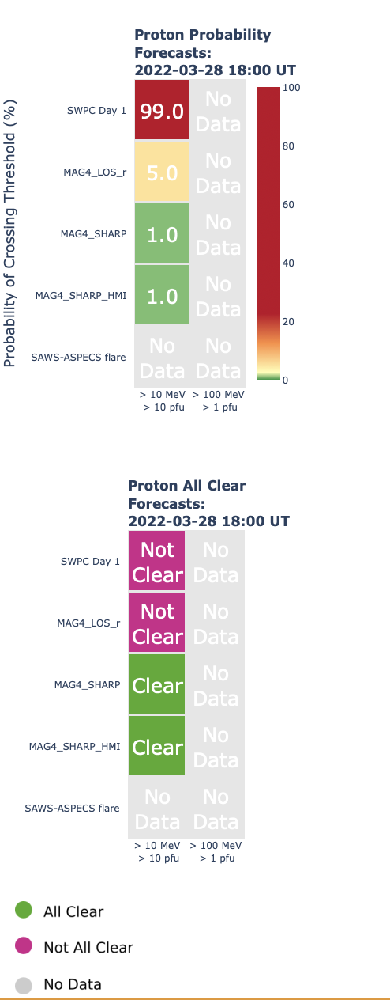 Proton Probability
Forecasts:
2022-03-28 18:00 UT
Probability of Crossing Threshold (%)
SWPC Day 1
99.0
No
Data
MAG4_LOS_r
5.0
No
Data
MAG4_SHARP
1.0
No
Data
MAG4_SHARP_HMI
1.0
No
Data
SAWS-ASPECS flare
No
Data
No
Data
> 10 MeV
> 10 pfu
> 100 MeV
> 1 pfu
100
80
60
40
20
0
Proton All Clear
Forecasts:
2022-03-28 18:00 UT
SWPC Day 1
Not
Clear
No
Data
MAG4_LOS_r
Not
Clear
No
Data
MAG4_SHARP
Clear
No
Data
MAG4_SHARP_HMI
Clear
No
Data
SAWS-ASPECS flare
No
Data
No
Data
> 10 MeV
> 10 pfu
> 100 MeV
> 1 pfu
All Clear
Not All Clear
No Data